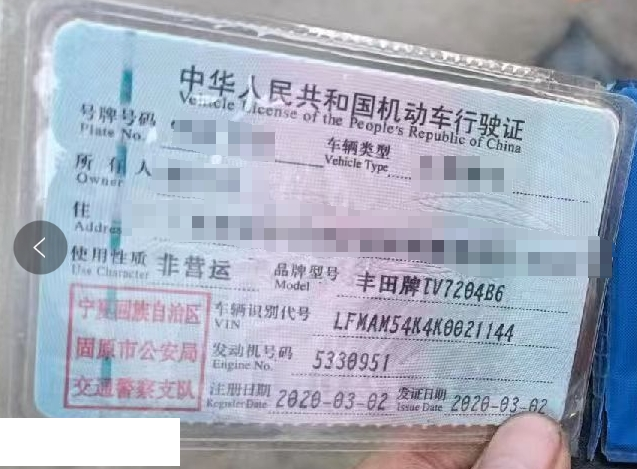 中华人民共和国机动车行驶证
Vehicle License of the People's Republic of China
号牌号码
Plate No.
车辆类型
Vehicle Type
所有人
Owner
住
Address
使用性质
Use Character
非营运
品牌型号
Model
丰田牌TV7204B6
宁夏回族自治区
固原市公安局
交通警察支队
车辆识别代号
VIN
LFMAM54K4K0021144
发动机号码
Engine No.
5330951
注册日期
Register Date
2020-03-02
发证日期
Issue Date
2020-03-02